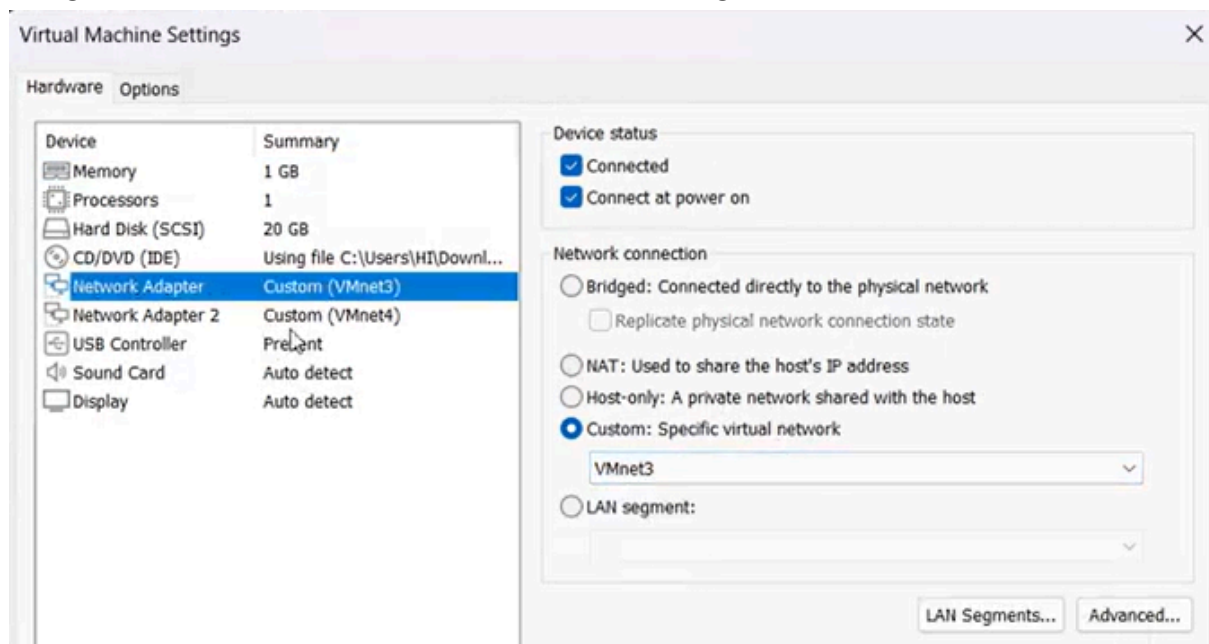 Virtual Machine Settings
Hardware Options
Device Summary
Memory 1 GB
Processors 1
Hard Disk (SCSI) 20 GB
CD/DVD (IDE) Using file C:\Users\HI\Downl...
Network Adapter Custom (VMnet3)
Network Adapter 2 Custom (VMnet4)
USB Controller Present
Sound Card Auto detect
Display Auto detect
Device status
Connected
Connect at power on
Network connection
Bridged: Connected directly to the physical network
Replicate physical network connection state
NAT: Used to share the host's IP address
Host-only: A private network shared with the host
Custom: Specific virtual network
VMnet3
LAN segment:
LAN Segments... Advanced...